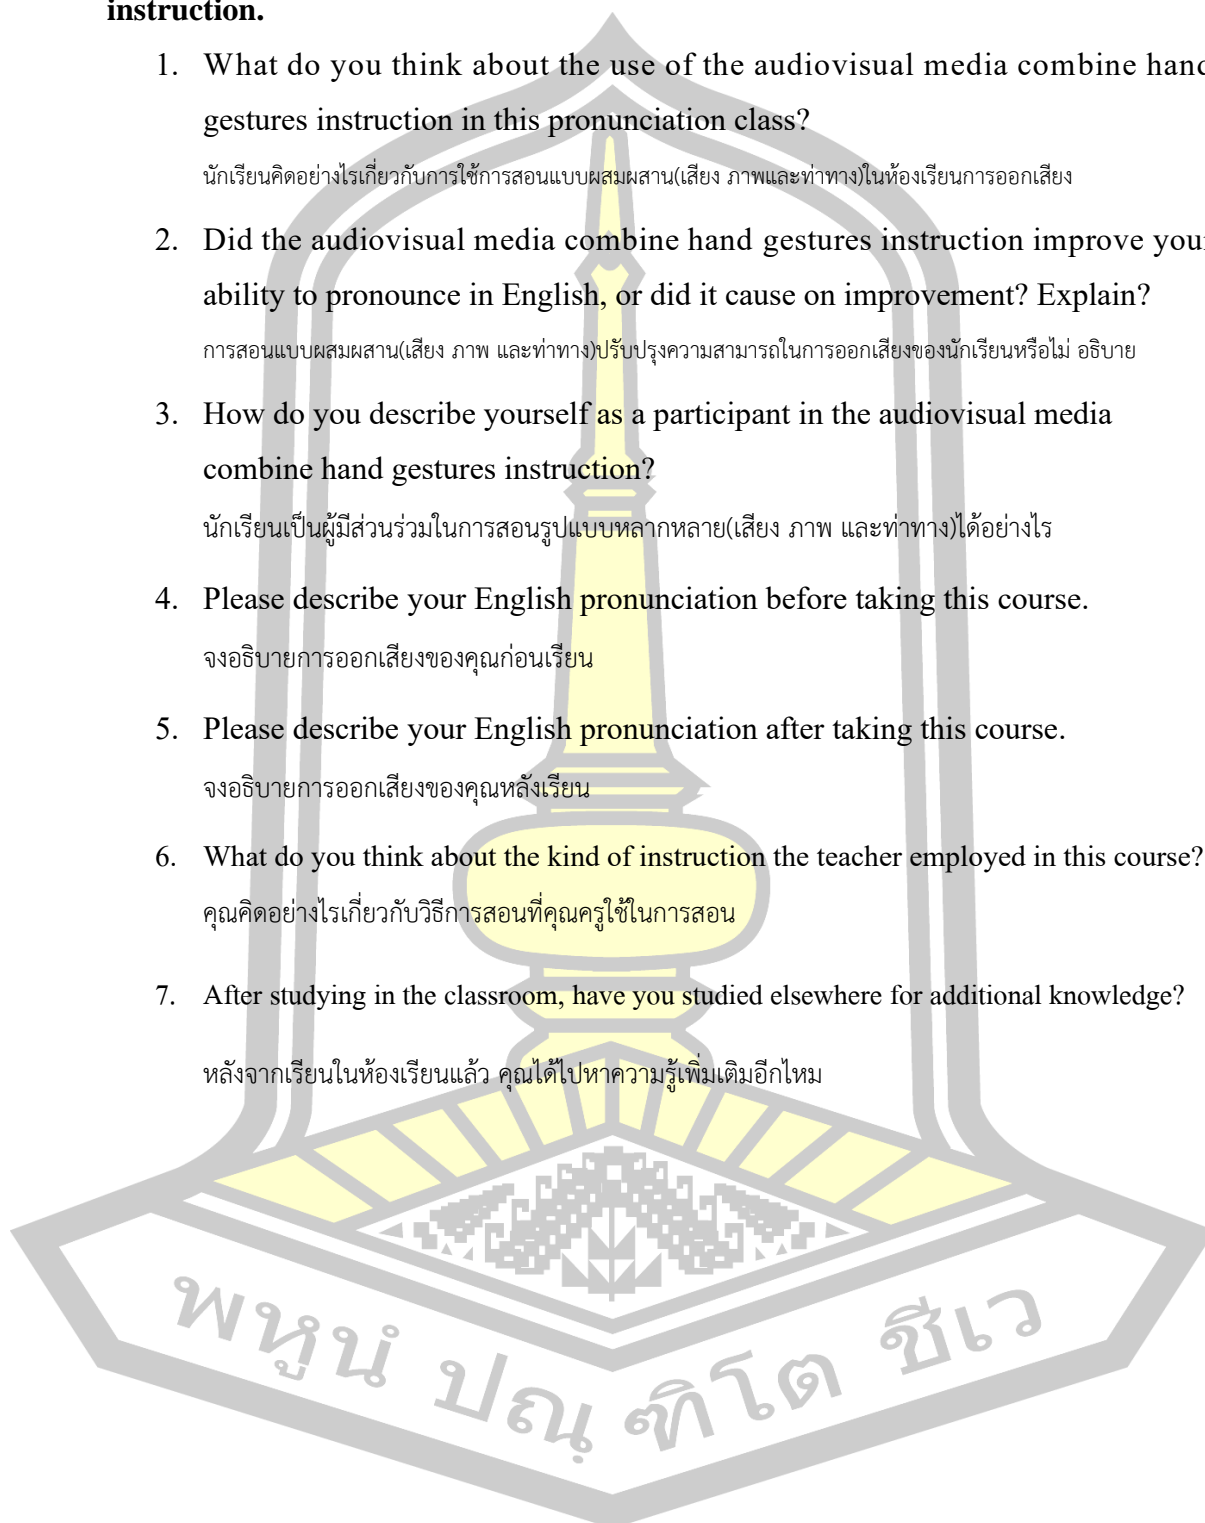 instruction.
1. What do you think about the use of the audiovisual media combine hand
gestures instruction in this pronunciation class?
นักเรียนคิดอย่างไรเกี่ยวกับการใช้การสอนแบบผสมผสาน(เสียง ภาพและท่าทาง)ในห้องเรียนการออกเสียง
2. Did the audiovisual media combine hand gestures instruction improve your
ability to pronounce in English, or did it cause on improvement? Explain?
การสอนแบบผสมผสาน(เสียง ภาพ และท่าทาง)ปรับปรุงความสามารถในการออกเสียงของนักเรียนหรือไม่ อธิบาย
3. How do you describe yourself as a participant in the audiovisual media
combine hand gestures instruction?
นักเรียนเป็นผู้มีส่วนร่วมในการสอนรูปแบบหลากหลาย(เสียง ภาพ และท่าทาง)ได้อย่างไร
4. Please describe your English pronunciation before taking this course.
จงอธิบายการออกเสียงของคุณก่อนเรียน
5. Please describe your English pronunciation after taking this course.
จงอธิบายการออกเสียงของคุณหลังเรียน
6. What do you think about the kind of instruction the teacher employed in this course?
คุณคิดอย่างไรเกี่ยวกับวิธีการสอนที่คุณครูใช้ในการสอน
7. After studying in the classroom, have you studied elsewhere for additional knowledge?
หลังจากเรียนในห้องเรียนแล้ว คุณได้ไปหาความรู้เพิ่มเติมอีกไหม
พหูนํ ปณฺฑิโต ชีเว